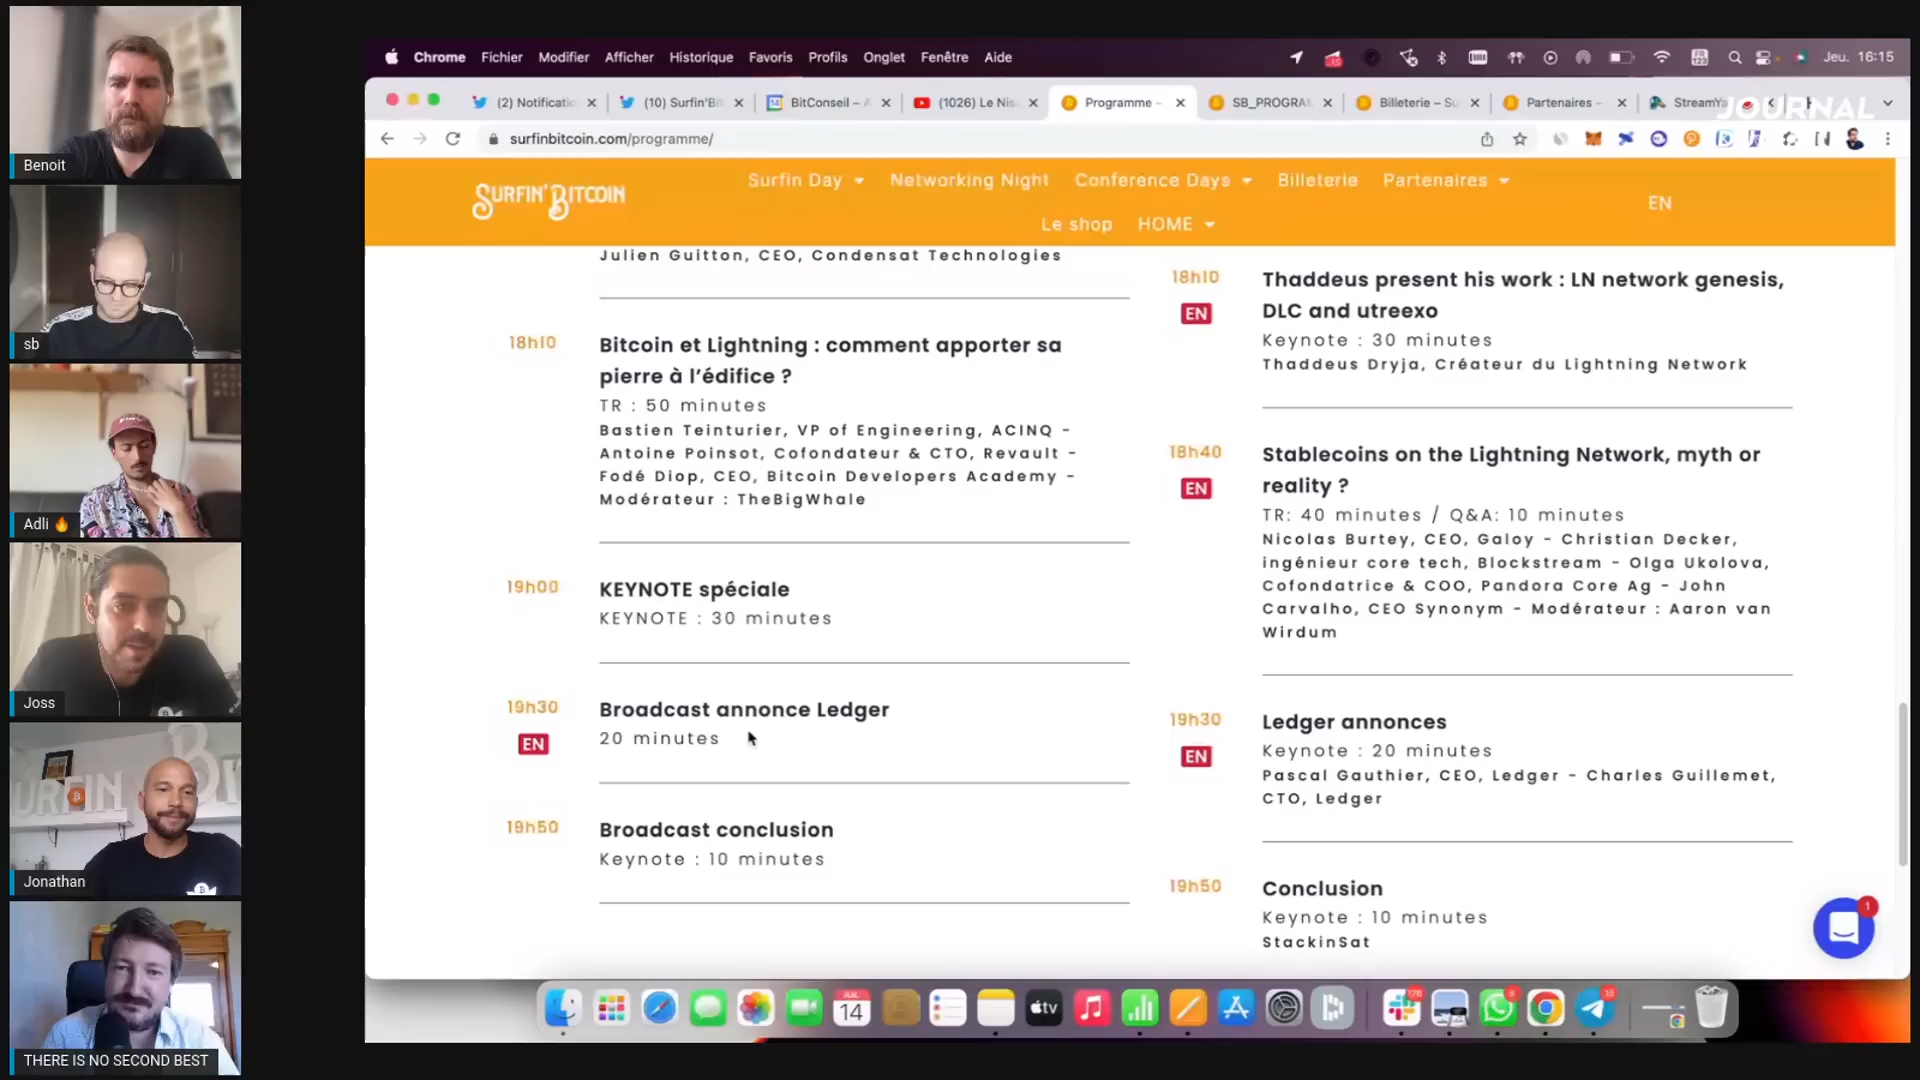 Benoit
sb
Adli 🔥
Joss
Jonathan
THERE IS NO SECOND BEST
Chrome Fichier Modifier Afficher Historique Favoris Profils Onglet Fenêtre Aide
Jeu. 16:15
(2) Notificatio
(10) Surfin'Bi
BitConseil – A
(1026) Le Nis
Programme –
SB_PROGRA
Billeterie – Su
Partenaires –
StreamYa
JOURNAL
surfinbitcoin.com/programme/
SURFIN' BITCOIN
Surfin Day Networking Night Conference Days Billeterie Partenaires
Le shop HOME
EN
Julien Guitton, CEO, Condensat Technologies
18h10
Bitcoin et Lightning : comment apporter sa
pierre à l'édifice ?
TR : 50 minutes
Bastien Teinturier, VP of Engineering, ACINQ –
Antoine Poinsot, Cofondateur & CTO, Revault –
Fodé Diop, CEO, Bitcoin Developers Academy –
Modérateur : TheBigWhale
19h00
KEYNOTE spéciale
KEYNOTE : 30 minutes
19h30
EN
Broadcast annonce Ledger
20 minutes
19h50
Broadcast conclusion
Keynote : 10 minutes
18h10
EN
Thaddeus present his work : LN network genesis,
DLC and utreexo
Keynote : 30 minutes
Thaddeus Dryja, Créateur du Lightning Network
18h40
EN
Stablecoins on the Lightning Network, myth or
reality ?
TR: 40 minutes / Q&A: 10 minutes
Nicolas Burtey, CEO, Galoy – Christian Decker,
ingénieur core tech, Blockstream – Olga Ukolova,
Cofondatrice & COO, Pandora Core Ag – John
Carvalho, CEO Synonym – Modérateur : Aaron van
Wirdum
19h30
EN
Ledger annonces
Keynote : 20 minutes
Pascal Gauthier, CEO, Ledger – Charles Guillemet,
CTO, Ledger
19h50
Conclusion
Keynote : 10 minutes
StackinSat
1
JUIL
14
tv